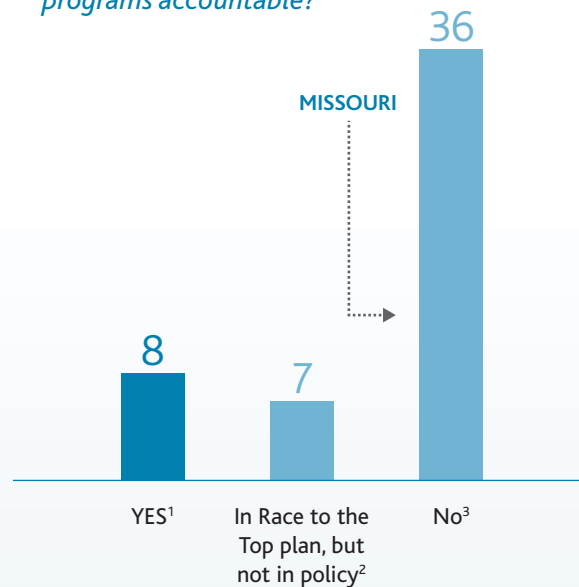 programs accountable?
36
MISSOURI
8
7
YES¹
In Race to the
Top plan, but
not in policy²
No³